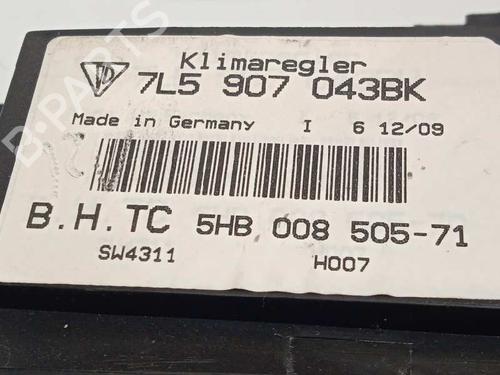 Klimaregler
7L5 907 043BK
Made in Germany I 6 12/09
B.H.TC 5HB 008 505-71
SW4311 H007
B-PARTS